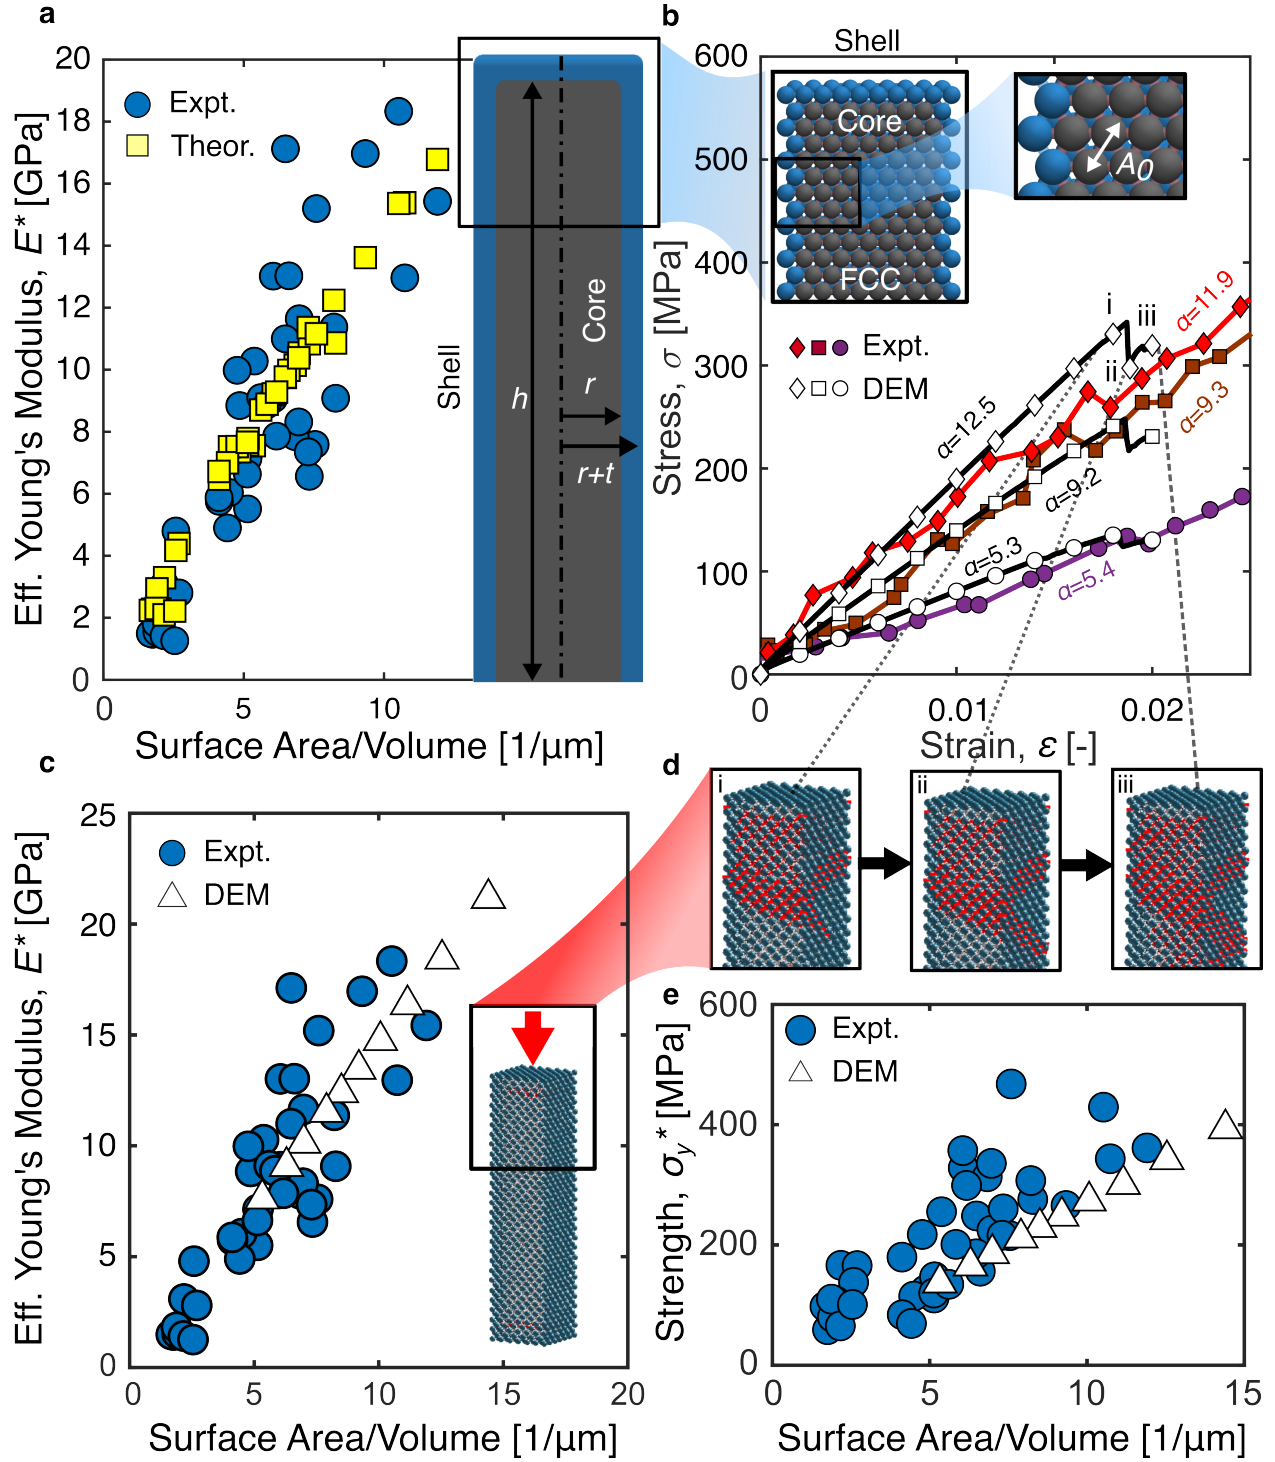 a
20
18
16
14
12
10
8
6
4
2
0
0
5
10
Eff. Young's Modulus, E* [GPa]
Surface Area/Volume [1/μm]
Expt.
Theor.
Shell
Core
h
r
r+t
b
Shell
600
500
400
300
200
100
0
0
0.01
0.02
Stress, σ [MPa]
Strain, ε [-]
Core
FCC
A0
Expt.
DEM
i
ii
iii
α=11.9
α=9.3
α=12.5
α=9.2
α=5.3
α=5.4
c
25
20
15
10
5
0
0
5
10
15
20
Eff. Young's Modulus, E* [GPa]
Surface Area/Volume [1/μm]
Expt.
DEM
d
i
ii
iii
e
600
400
200
0
0
5
10
15
Strength, σy* [MPa]
Surface Area/Volume [1/μm]
Expt.
DEM